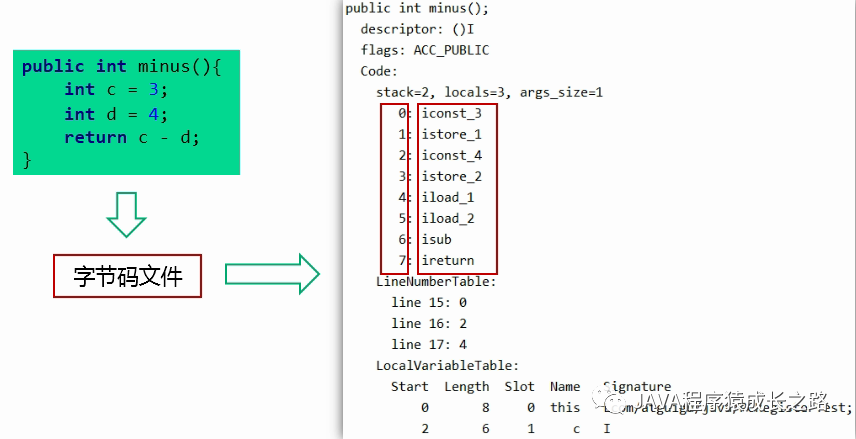 public int minus(){
int c = 3;
int d = 4;
return c - d;
}
字节码文件
public int minus();
descriptor: ()I
flags: ACC_PUBLIC
Code:
stack=2, locals=3, args_size=1
0: iconst_3
1: istore_1
2: iconst_4
3: istore_2
4: iload_1
5: iload_2
6: isub
7: ireturn
LineNumberTable:
line 15: 0
line 16: 2
line 17: 4
LocalVariableTable:
Start Length Slot Name Signature
0 8 0 this
2 6 1 c I
JAVA程序猿成长之路